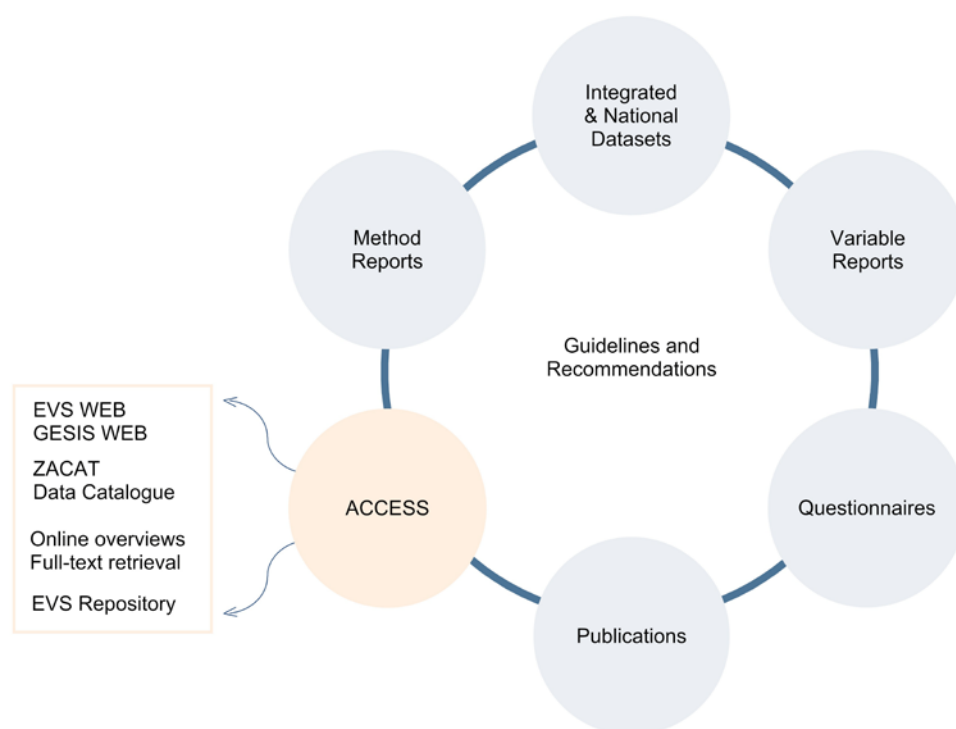 Integrated
& National
Datasets
Method
Reports
Variable
Reports
Guidelines and
Recommendations
EVS WEB
GESIS WEB
ZACAT
Data Catalogue
Online overviews
Full-text retrieval
EVS Repository
ACCESS
Questionnaires
Publications